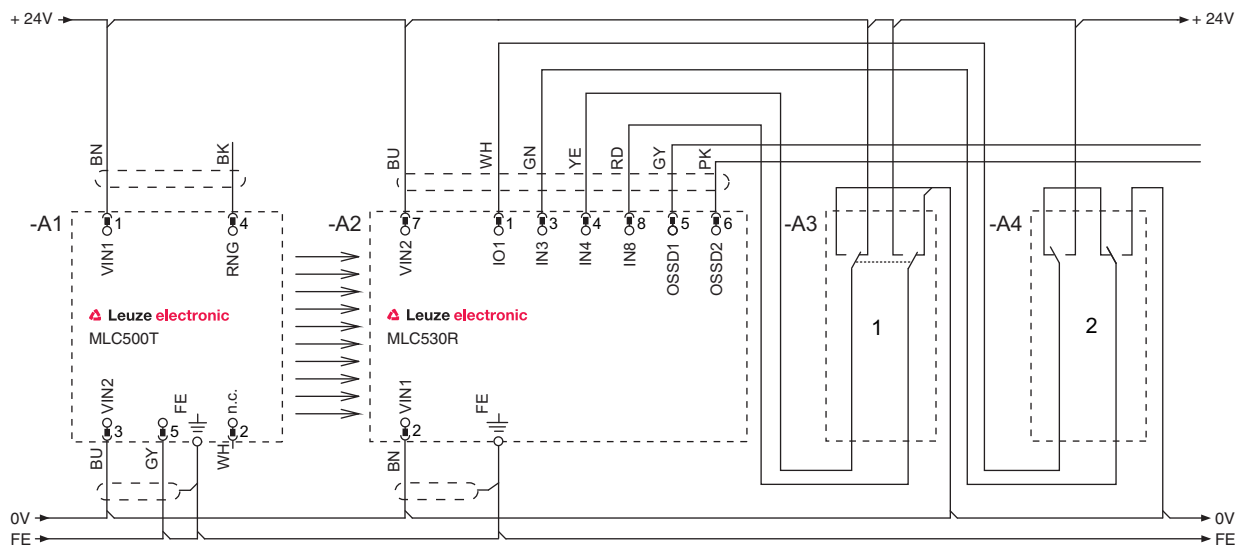 + 24V
+ 24V
BN
BK
BU
WH
GN
YE
RD
GY
PK
-A1
1
4
-A2
7
1
3
4
8
5
6
-A3
-A4
VIN1
RNG
VIN2
IO1
IN3
IN4
IN8
OSSD1
OSSD2
Leuze electronic
MLC500T
Leuze electronic
MLC530R
1
2
VIN2
FE
n.c.
VIN1
FE
3
5
2
2
BU
GY
WH
BN
0V
0V
FE
FE